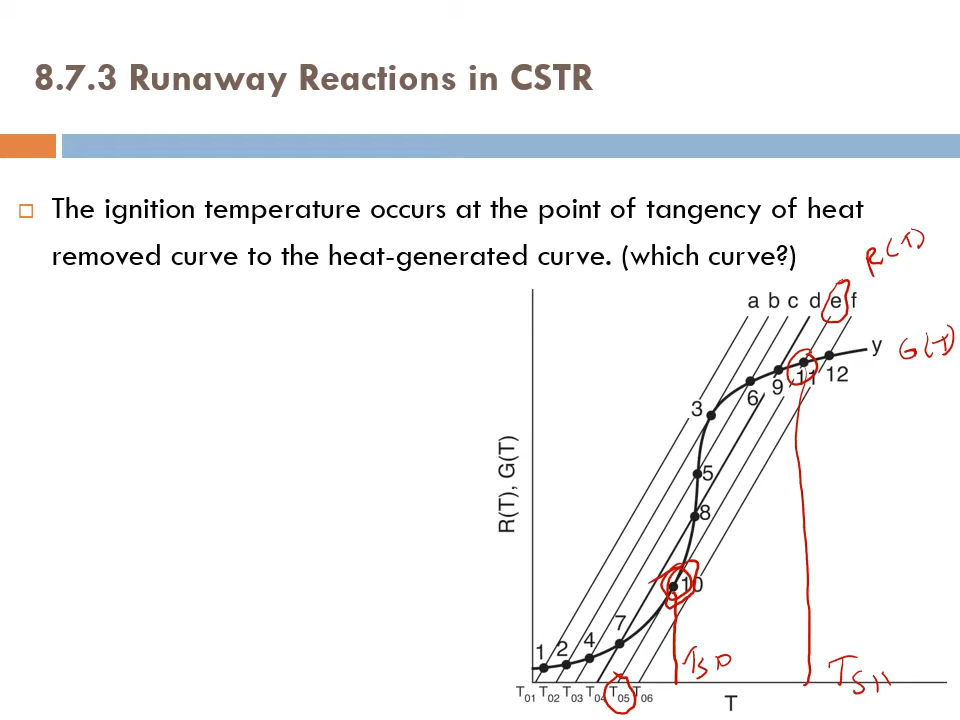 8.7.3 Runaway Reactions in CSTR
The ignition temperature occurs at the point of tangency of heat
removed curve to the heat-generated curve. (which curve?)
R(T)
a b c d e f
y
G(T)
11 12
9
6
3
R(T), G(T)
5
8
10
7
4
2
1
T01 T02 T03 T04 T05 T06
T
TS11